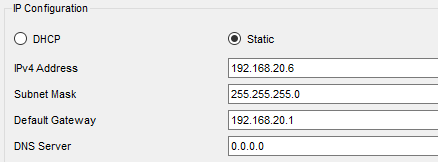 IP Configuration
DHCP Static
IPv4 Address 192.168.20.6
Subnet Mask 255.255.255.0
Default Gateway 192.168.20.1
DNS Server 0.0.0.0